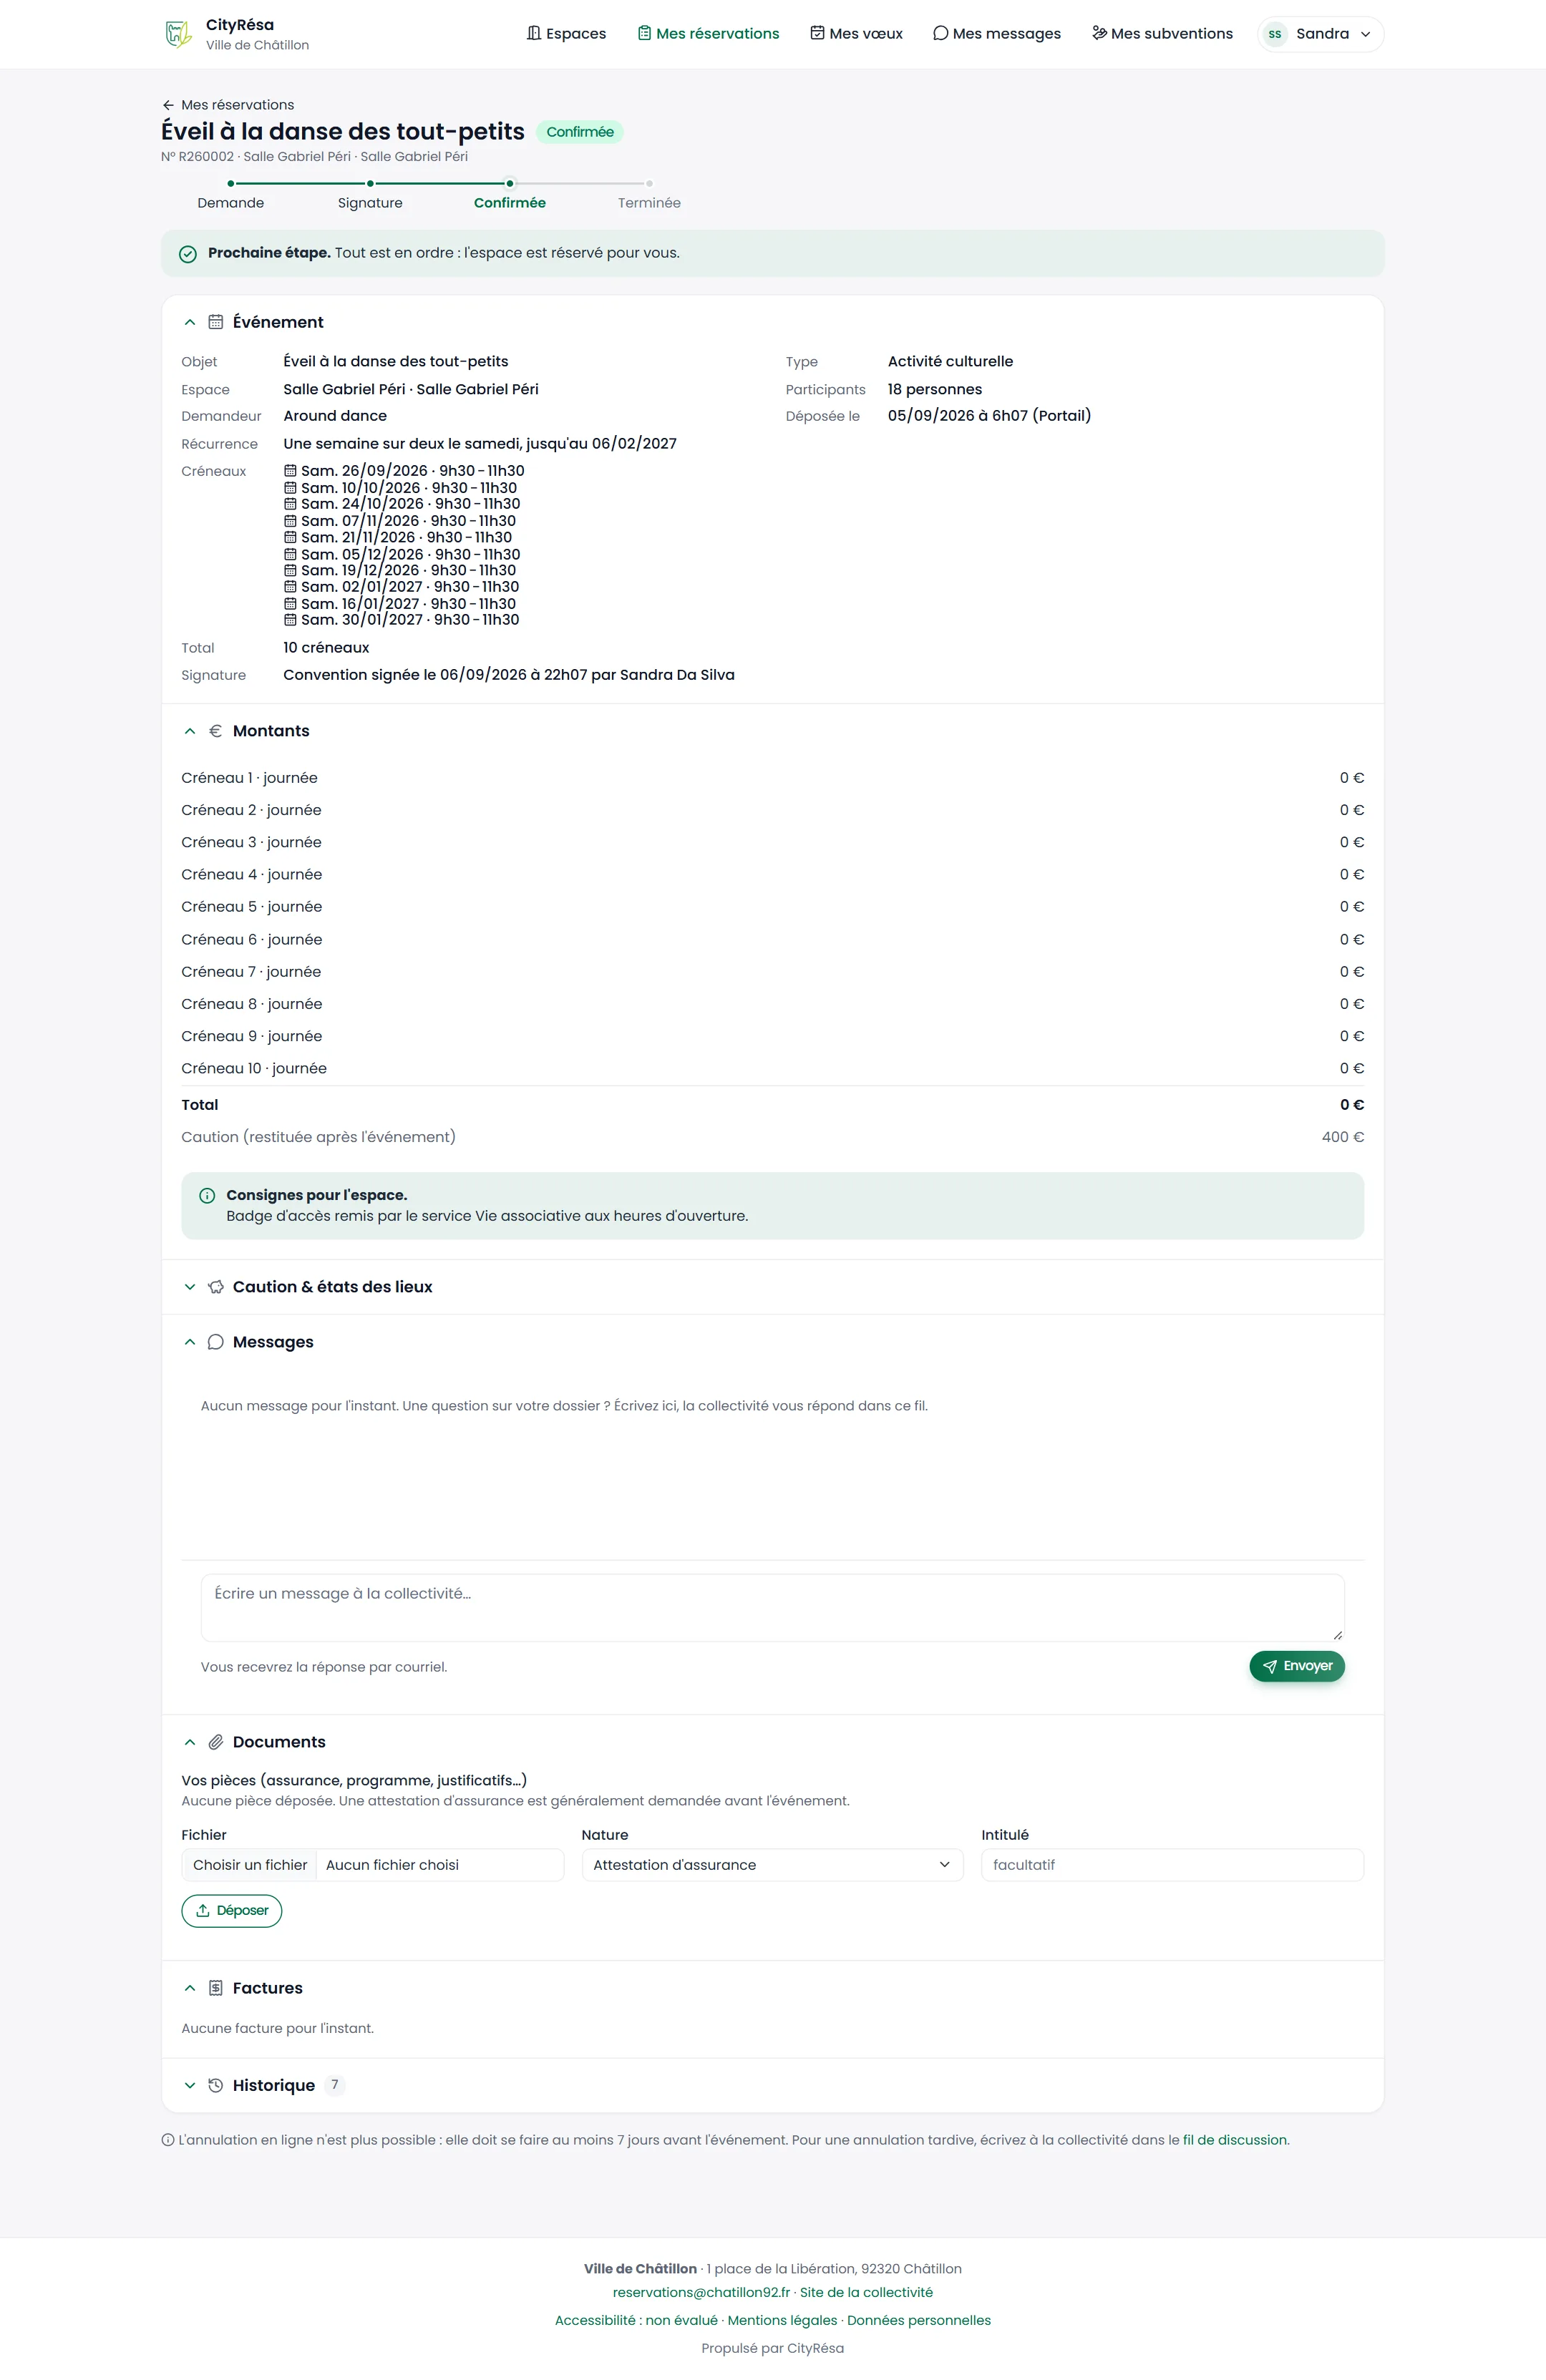 CityRésa
Ville de Châtillon
Espaces
Mes réservations
Mes vœux
Mes messages
Mes subventions
SS
Sandra
Mes réservations
Éveil à la danse des tout-petits
Confirmée
N° R260002 · Salle Gabriel Péri · Salle Gabriel Péri
Demande
Signature
Confirmée
Terminée
Prochaine étape. Tout est en ordre : l'espace est réservé pour vous.
Événement
Objet Éveil à la danse des tout-petits
Type Activité culturelle
Espace Salle Gabriel Péri · Salle Gabriel Péri
Participants 18 personnes
Demandeur Around dance
Déposée le 05/09/2026 à 6h07 (Portail)
Récurrence Une semaine sur deux le samedi, jusqu'au 06/02/2027
Créneaux Sam. 26/09/2026 · 9h30 – 11h30
Sam. 10/10/2026 · 9h30 – 11h30
Sam. 24/10/2026 · 9h30 – 11h30
Sam. 07/11/2026 · 9h30 – 11h30
Sam. 21/11/2026 · 9h30 – 11h30
Sam. 05/12/2026 · 9h30 – 11h30
Sam. 19/12/2026 · 9h30 – 11h30
Sam. 02/01/2027 · 9h30 – 11h30
Sam. 16/01/2027 · 9h30 – 11h30
Sam. 30/01/2027 · 9h30 – 11h30
Total 10 créneaux
Signature Convention signée le 06/09/2026 à 22h07 par Sandra Da Silva
Montants
Créneau 1 · journée 0 €
Créneau 2 · journée 0 €
Créneau 3 · journée 0 €
Créneau 4 · journée 0 €
Créneau 5 · journée 0 €
Créneau 6 · journée 0 €
Créneau 7 · journée 0 €
Créneau 8 · journée 0 €
Créneau 9 · journée 0 €
Créneau 10 · journée 0 €
Total 0 €
Caution (restituée après l'événement) 400 €
Consignes pour l'espace.
Badge d'accès remis par le service Vie associative aux heures d'ouverture.
Caution & états des lieux
Messages
Aucun message pour l'instant. Une question sur votre dossier ? Écrivez ici, la collectivité vous répond dans ce fil.
Écrire un message à la collectivité…
Vous recevrez la réponse par courriel.
Envoyer
Documents
Vos pièces (assurance, programme, justificatifs…)
Aucune pièce déposée. Une attestation d'assurance est généralement demandée avant l'événement.
Fichier
Nature
Intitulé
Choisir un fichier Aucun fichier choisi
Attestation d'assurance
facultatif
Déposer
Factures
Aucune facture pour l'instant.
Historique 7
L'annulation en ligne n'est plus possible : elle doit se faire au moins 7 jours avant l'événement. Pour une annulation tardive, écrivez à la collectivité dans le fil de discussion.
Ville de Châtillon · 1 place de la Libération, 92320 Châtillon
reservations@chatillon92.fr · Site de la collectivité
Accessibilité : non évalué · Mentions légales · Données personnelles
Propulsé par CityRésa